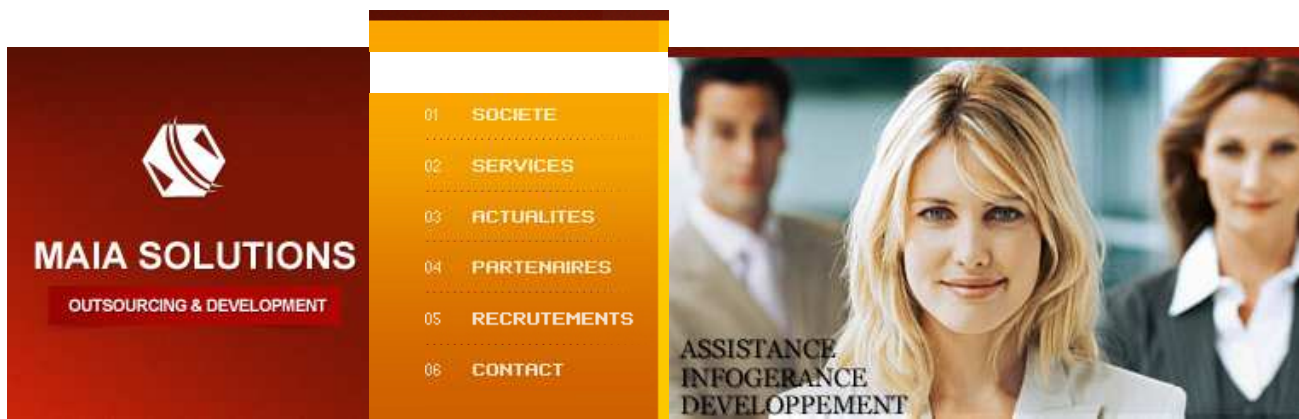 MAIA SOLUTIONS
OUTSOURCING & DEVELOPMENT
01 SOCIETE
02 SERVICES
03 ACTUALITES
04 PARTENAIRES
05 RECRUTEMENTS
06 CONTACT
ASSISTANCE
INFOGERANCE
DEVELOPPEMENT